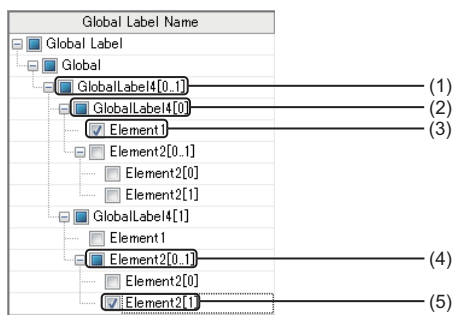 Global Label Name
Global Label
Global
GlobalLabel4[0..1] (1)
GlobalLabel4[0] (2)
Element1 (3)
Element2[0..1]
Element2[0]
Element2[1]
GlobalLabel4[1]
Element1
Element2[0..1] (4)
Element2[0]
Element2[1] (5)